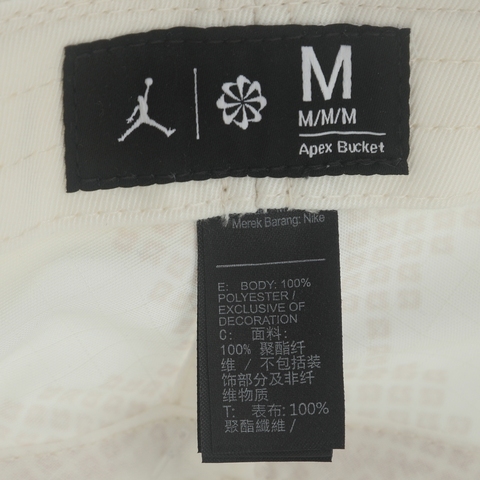 M
M/M/M
Apex Bucket
Merek Barang: Nike
E: BODY: 100%
POLYESTER /
EXCLUSIVE OF
DECORATION
C: 面料:
100% 聚酯纤
维 / 不包括装
饰部分及非纤
维物质
T: 表布: 100%
聚酯纖維 /